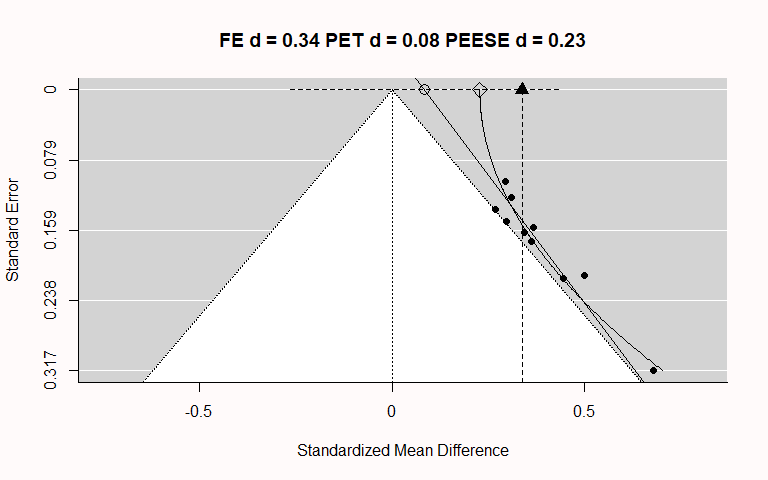 FE d = 0.34 PET d = 0.08 PEESE d = 0.23
Standard Error
0
0.079
0.159
0.238
0.317
-0.5
0
0.5
Standardized Mean Difference